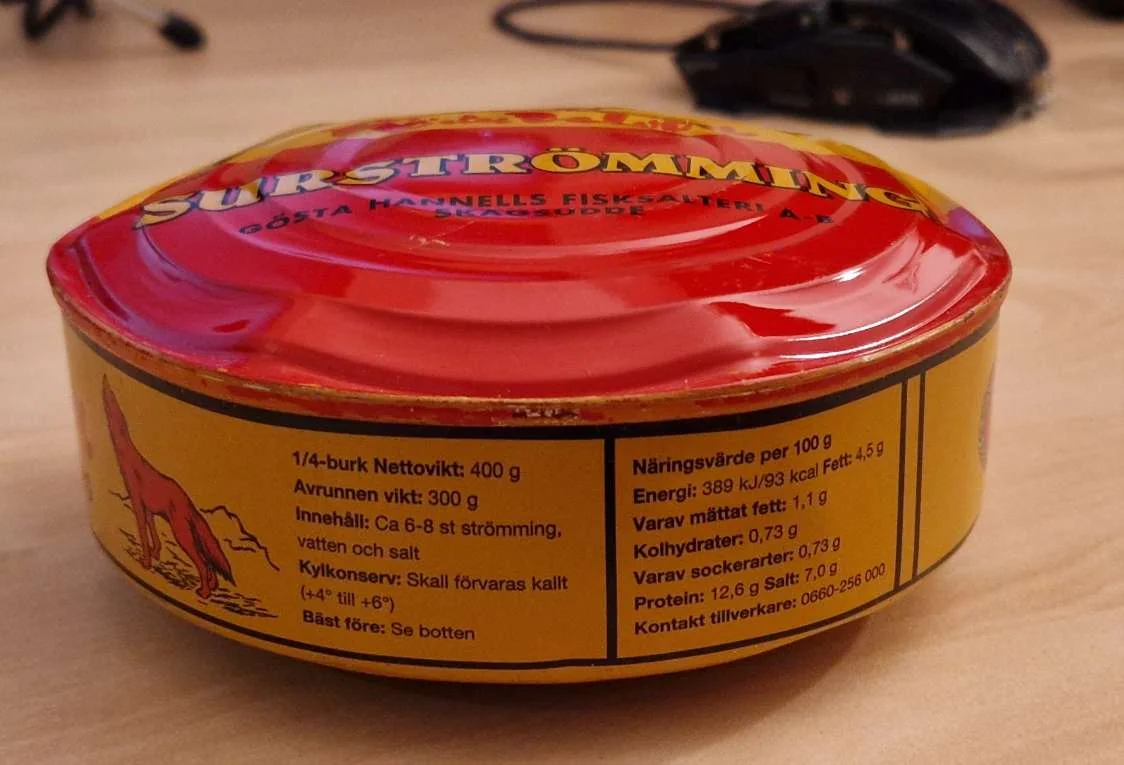 SURSTRÖMMING
GÖSTA HANNELLS FISKSALTERI A-B
SKAGSUDDE
1/4-burk Nettovikt: 400 g
Avrunnen vikt: 300 g
Innehåll: Ca 6-8 st strömming,
vatten och salt
Kylkonserv: Skall förvaras kallt
(+4° till +6°)
Bäst före: Se botten
Näringsvärde per 100 g
Energi: 389 kJ/93 kcal Fett: 4,5 g
Varav mättat fett: 1,1 g
Kolhydrater: 0,73 g
Varav sockerarter: 0,73 g
Protein: 12,6 g Salt: 7,0 g
Kontakt tillverkare: 0660-256 000